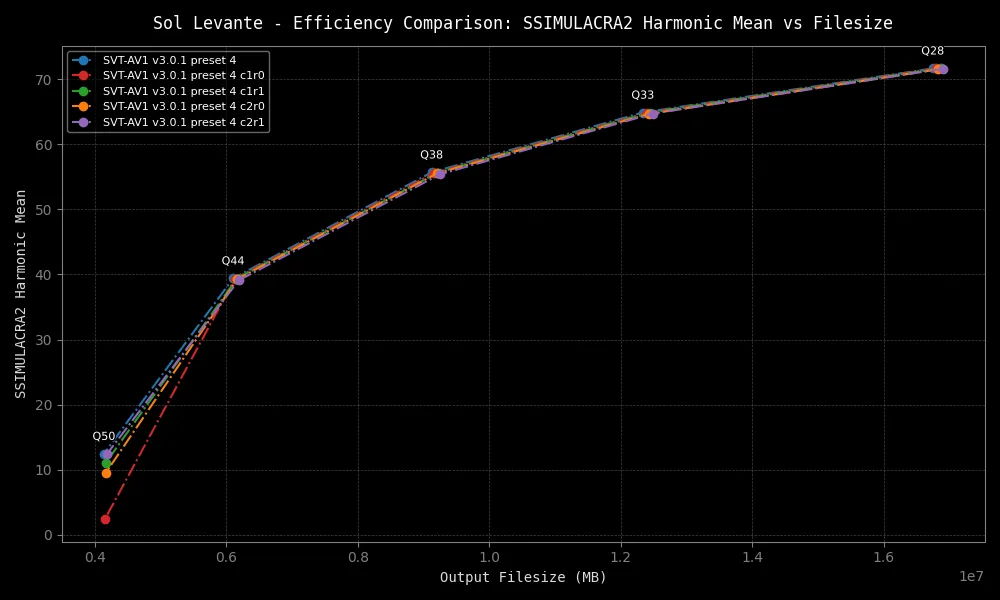 Sol Levante - Efficiency Comparison: SSIMULACRA2 Harmonic Mean vs Filesize
SVT-AV1 v3.0.1 preset 4
SVT-AV1 v3.0.1 preset 4 c1r0
SVT-AV1 v3.0.1 preset 4 c1r1
SVT-AV1 v3.0.1 preset 4 c2r0
SVT-AV1 v3.0.1 preset 4 c2r1
Q28
Q33
Q38
Q44
Q50
SSIMULACRA2 Harmonic Mean
70
60
50
40
30
20
10
0
0.4 0.6 0.8 1.0 1.2 1.4 1.6
1e7
Output Filesize (MB)